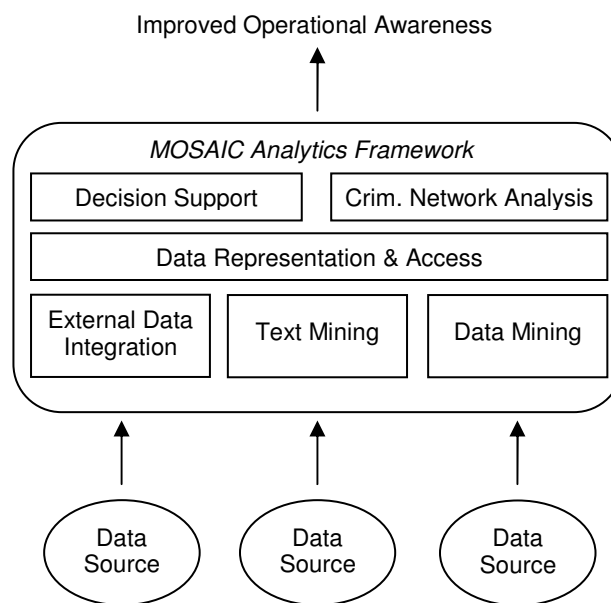 Improved Operational Awareness
MOSAIC Analytics Framework
Decision Support
Crim. Network Analysis
Data Representation & Access
External Data
Integration
Text Mining
Data Mining
Data
Source
Data
Source
Data
Source